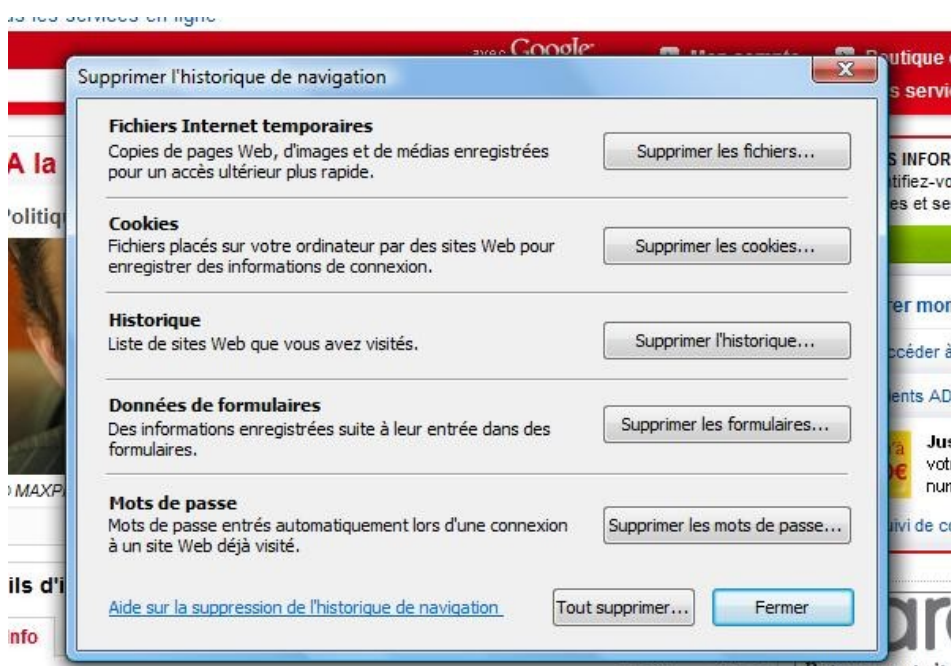 avec Google
Supprimer l'historique de navigation
Fichiers Internet temporaires
Copies de pages Web, d'images et de médias enregistrées
pour un accès ultérieur plus rapide.
Supprimer les fichiers...
Cookies
Fichiers placés sur votre ordinateur par des sites Web pour
enregistrer des informations de connexion.
Supprimer les cookies...
Historique
Liste de sites Web que vous avez visités.
Supprimer l'historique...
Données de formulaires
Des informations enregistrées suite à leur entrée dans des
formulaires.
Supprimer les formulaires...
Mots de passe
Mots de passe entrés automatiquement lors d'une connexion
à un site Web déjà visité.
Supprimer les mots de passe...
Aide sur la suppression de l'historique de navigation
Tout supprimer...
Fermer
A la